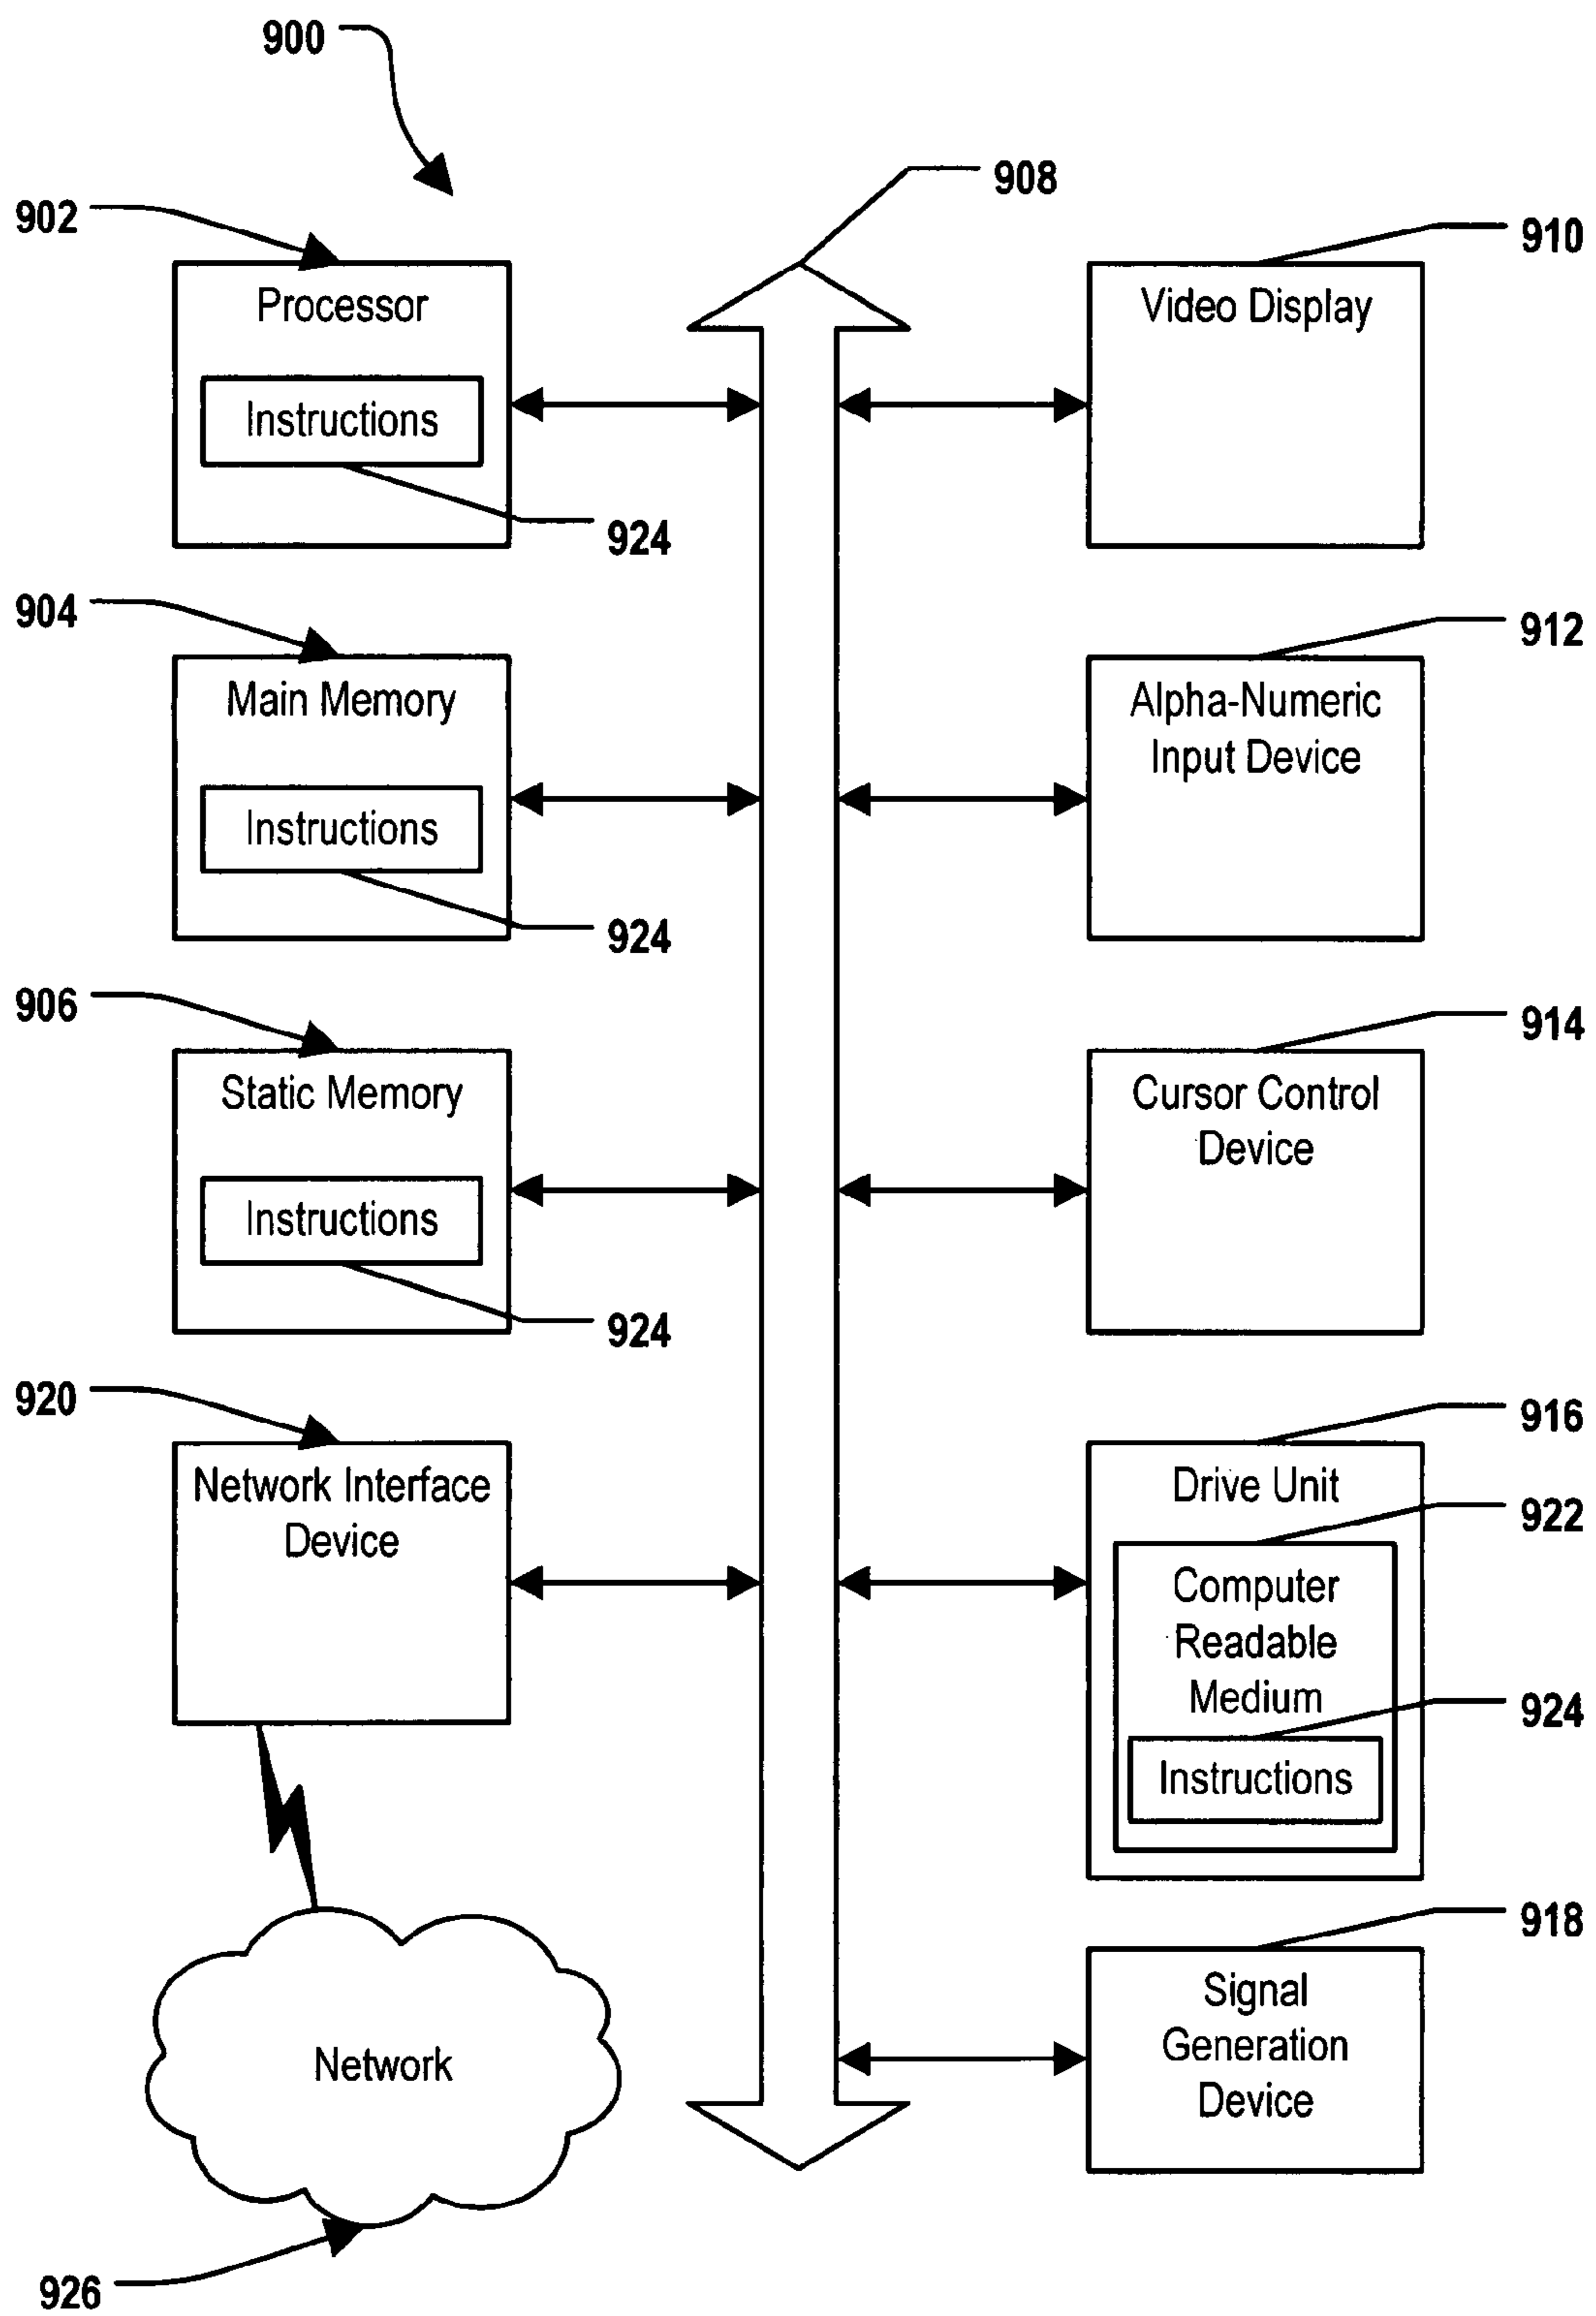 900
908
902
910
Processor
Instructions
924
Video Display
904
912
Main Memory
Instructions
924
Alpha-Numeric
Input Device
906
914
Static Memory
Instructions
924
Cursor Control
Device
920
916
Network Interface
Device
Drive Unit
922
Computer
Readable
Medium
924
Instructions
918
Signal
Generation
Device
Network
926